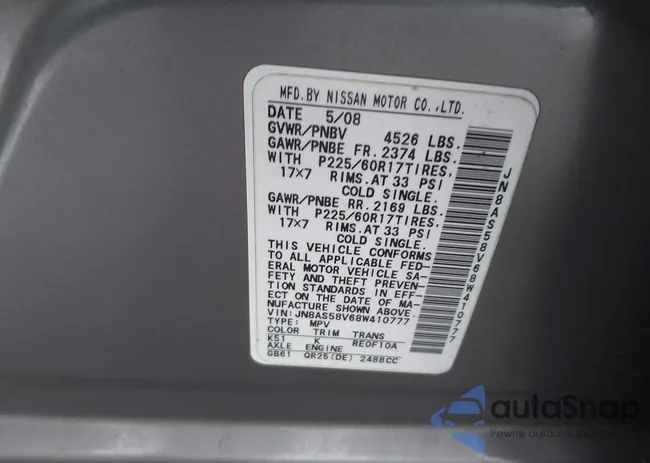 MFD.BY NISSAN MOTOR CO.,LTD.
DATE 5/08
GVWR/PNBV 4526 LBS.
GAWR/PNBE FR. 2374 LBS.
WITH P225/60R17TIRES,
17×7 RIMS.AT 33 PSI
COLD SINGLE.
GAWR/PNBE RR. 2169 LBS.
WITH P225/60R17TIRES,
17×7 RIMS.AT 33 PSI
COLD SINGLE.
THIS VEHICLE CONFORMS
TO ALL APPLICABLE FED-
ERAL MOTOR VEHICLE SA-
FETY AND THEFT PREVEN-
TION STANDARDS IN EFF-
ECT ON THE DATE OF MA-
NUFACTURE SHOWN ABOVE.
VIN:JN8AS58V68W410777
TYPE: MPV
COLOR TRIM TRANS
K51 K RE0F10A
AXLE ENGINE
GB61 QR25(DE) 2488CC
JN8AS58V68W410777
autoSnap
Pewne auta's auta